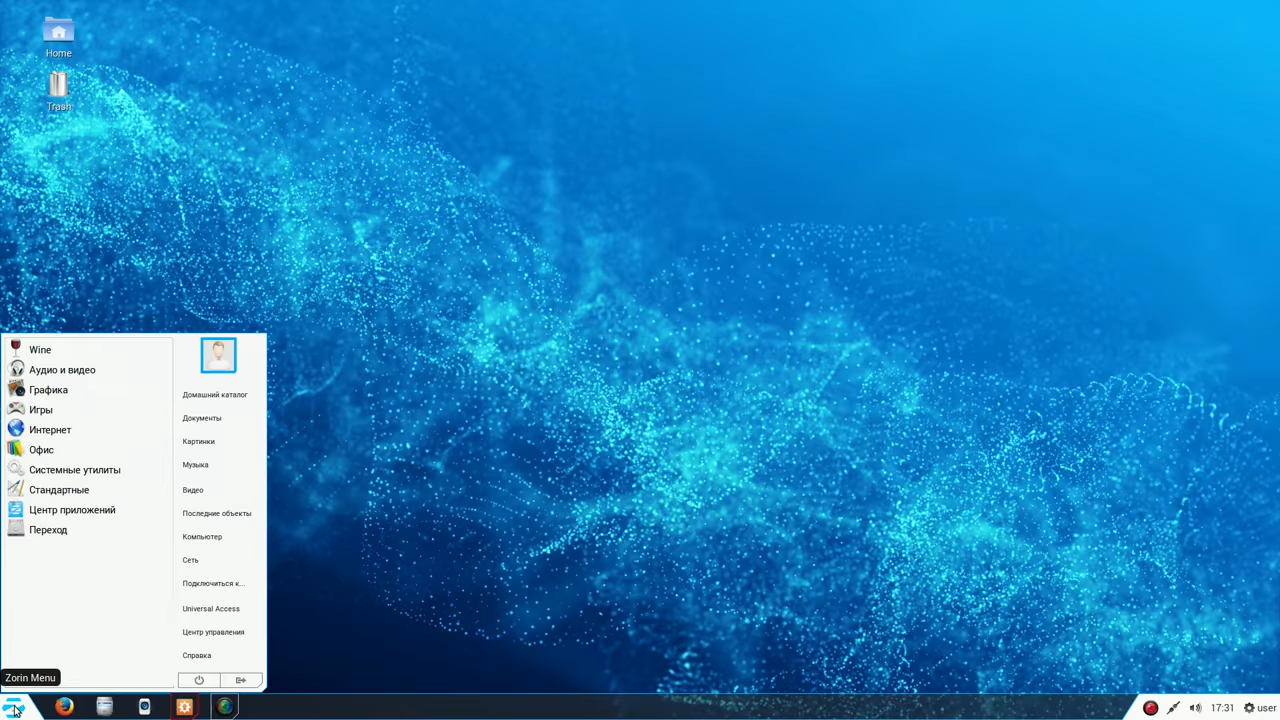 Home
Trash
Wine
Аудио и видео
Графика
Игры
Интернет
Офис
Системные утилиты
Стандартные
Центр приложений
Переход
Домашний каталог
Документы
Картинки
Музыка
Видео
Последние объекты
Компьютер
Сеть
Подключиться к...
Universal Access
Центр управления
Справка
Zorin Menu
17:31
user